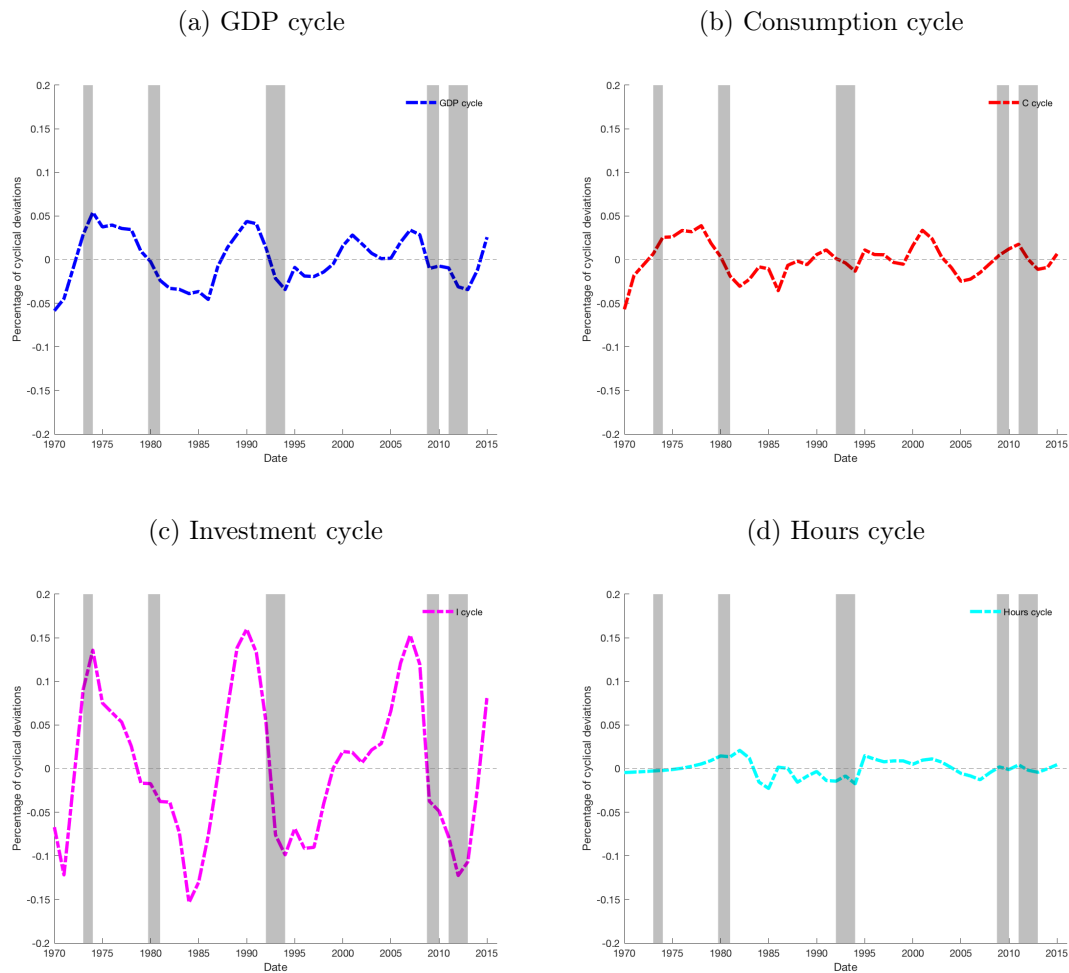 (a) GDP cycle
0.2
0.15
0.1
0.05
0
-0.05
-0.1
-0.15
-0.2
Percentage of cyclical deviations
GDP cycle
1970 1975 1980 1985 1990 1995 2000 2005 2010 2015
Date
(b) Consumption cycle
0.2
0.15
0.1
0.05
0
-0.05
-0.1
-0.15
-0.2
Percentage of cyclical deviations
C cycle
1970 1975 1980 1985 1990 1995 2000 2005 2010 2015
Date
(c) Investment cycle
0.2
0.15
0.1
0.05
0
-0.05
-0.1
-0.15
-0.2
Percentage of cyclical deviations
I cycle
1970 1975 1980 1985 1990 1995 2000 2005 2010 2015
Date
(d) Hours cycle
0.2
0.15
0.1
0.05
0
-0.05
-0.1
-0.15
-0.2
Percentage of cyclical deviations
Hours cycle
1970 1975 1980 1985 1990 1995 2000 2005 2010 2015
Date